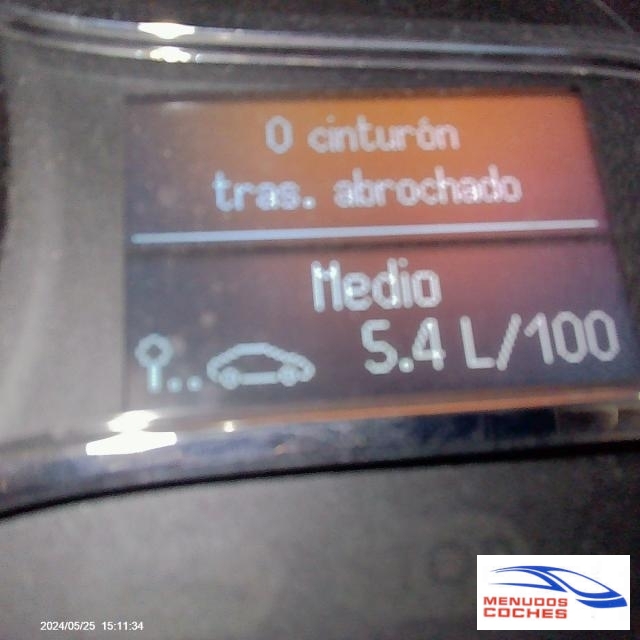 0 cinturón
tras. abrochado
Medio
5.4 L/100
MENUDOS
COCHES
2024/05/25 15:11:34